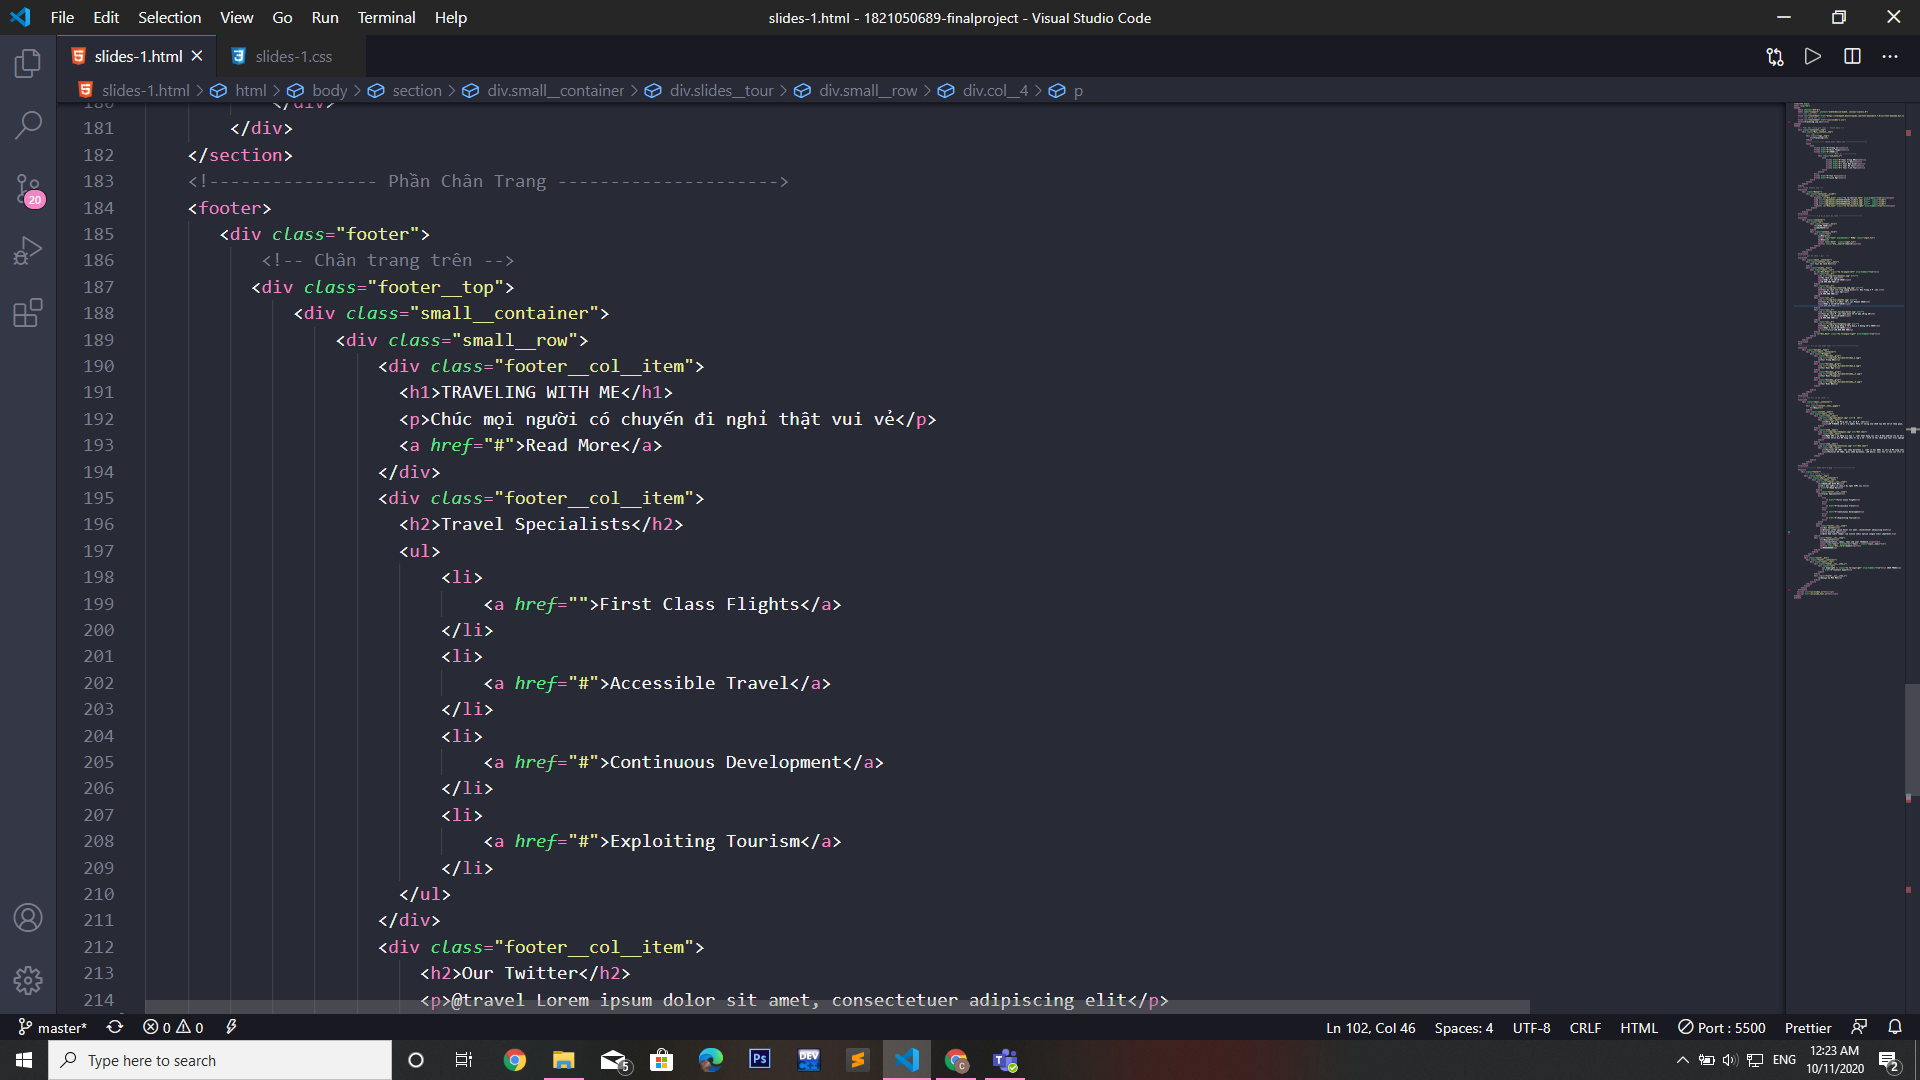 File Edit Selection View Go Run Terminal Help
slides-1.html - 1821050689-finalproject - Visual Studio Code
slides-1.html
slides-1.css
slides-1.html > html > body > section > div.small__container > div.slides__tour > div.small__row > div.col__4 > p
180 </div>
181 </div>
182 </section>
183 <!---------------- Phần Chân Trang --------------------->
184 <footer>
185 <div class="footer">
186 <!-- Chân trang trên -->
187 <div class="footer__top">
188 <div class="small__container">
189 <div class="small__row">
190 <div class="footer__col__item">
191 <h1>TRAVELING WITH ME</h1>
192 <p>Chúc mọi người có chuyến đi nghỉ thật vui vẻ</p>
193 <a href="#">Read More</a>
194 </div>
195 <div class="footer__col__item">
196 <h2>Travel Specialists</h2>
197 <ul>
198 <li>
199 <a href="">First Class Flights</a>
200 </li>
201 <li>
202 <a href="#">Accessible Travel</a>
203 </li>
204 <li>
205 <a href="#">Continuous Development</a>
206 </li>
207 <li>
208 <a href="#">Exploiting Tourism</a>
209 </li>
210 </ul>
211 </div>
212 <div class="footer__col__item">
213 <h2>Our Twitter</h2>
214 <p>@travel Lorem ipsum dolor sit amet, consectetuer adipiscing elit</p>
20
master* 0 0
Ln 102, Col 46 Spaces: 4 UTF-8 CRLF HTML Port : 5500 Prettier
Type here to search
5
Ps
DEV
C
ENG
12:23 AM
10/11/2020
2